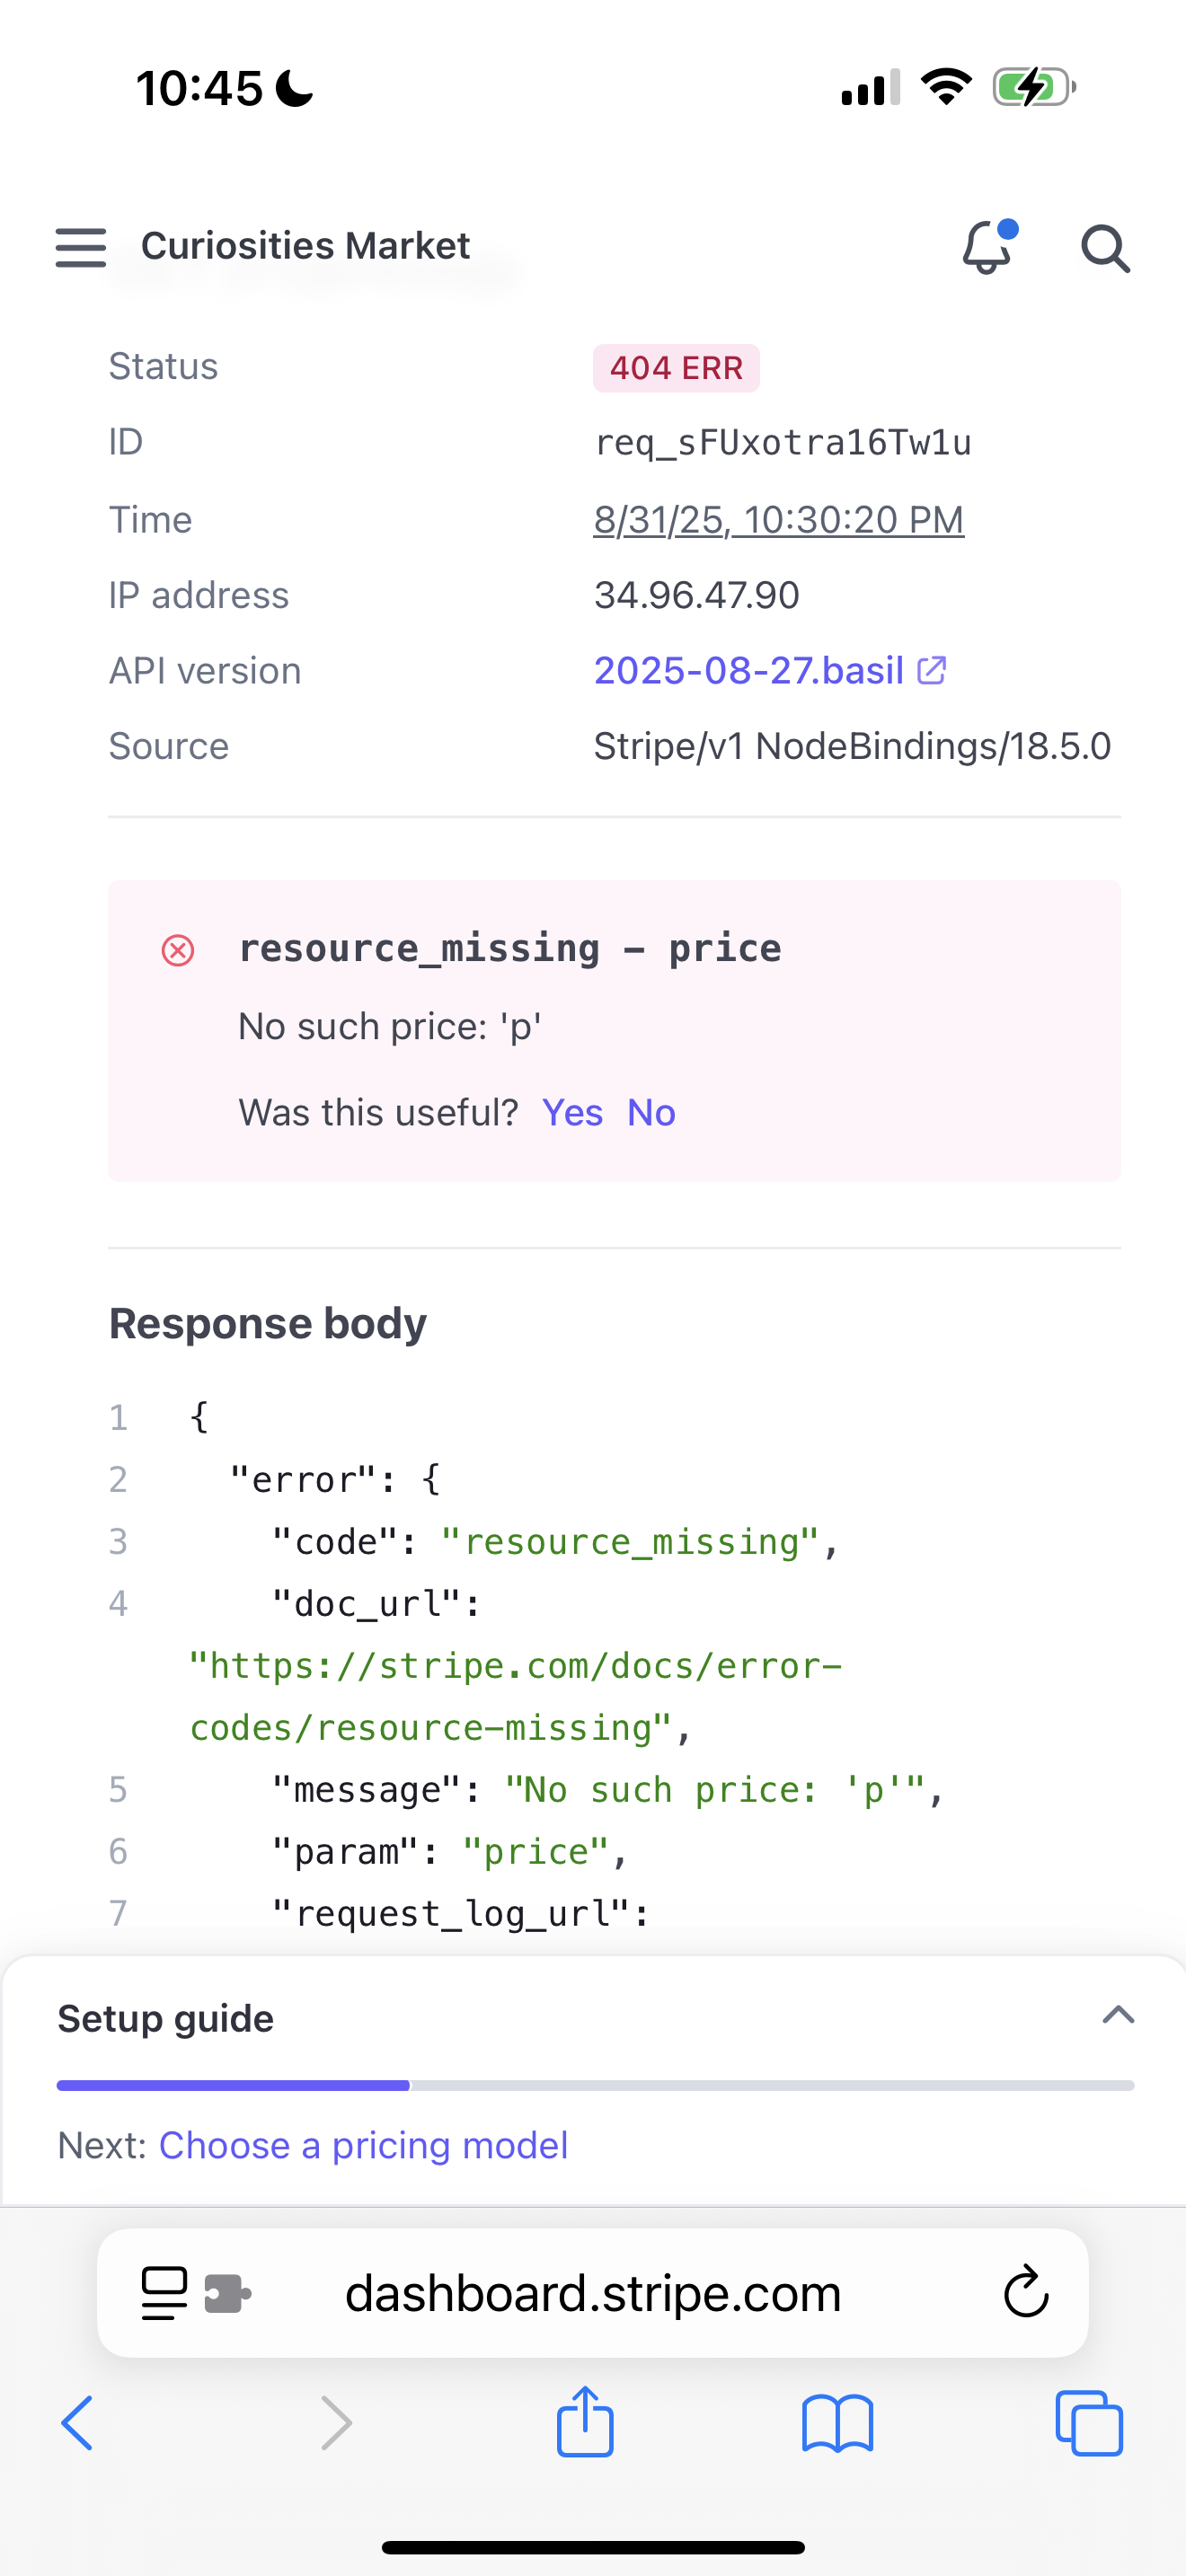 10:45
Curiosities Market
Status 404 ERR
ID req_sFUxotra16Tw1u
Time 8/31/25, 10:30:20 PM
IP address 34.96.47.90
API version 2025-08-27.basil
Source Stripe/v1 NodeBindings/18.5.0
resource_missing - price
No such price: 'p'
Was this useful? Yes No
Response body
1 {
2 "error": {
3 "code": "resource_missing",
4 "doc_url":
"https://stripe.com/docs/error-
codes/resource-missing",
5 "message": "No such price: 'p'",
6 "param": "price",
7 "request_log_url":
Setup guide
Next: Choose a pricing model
dashboard.stripe.com